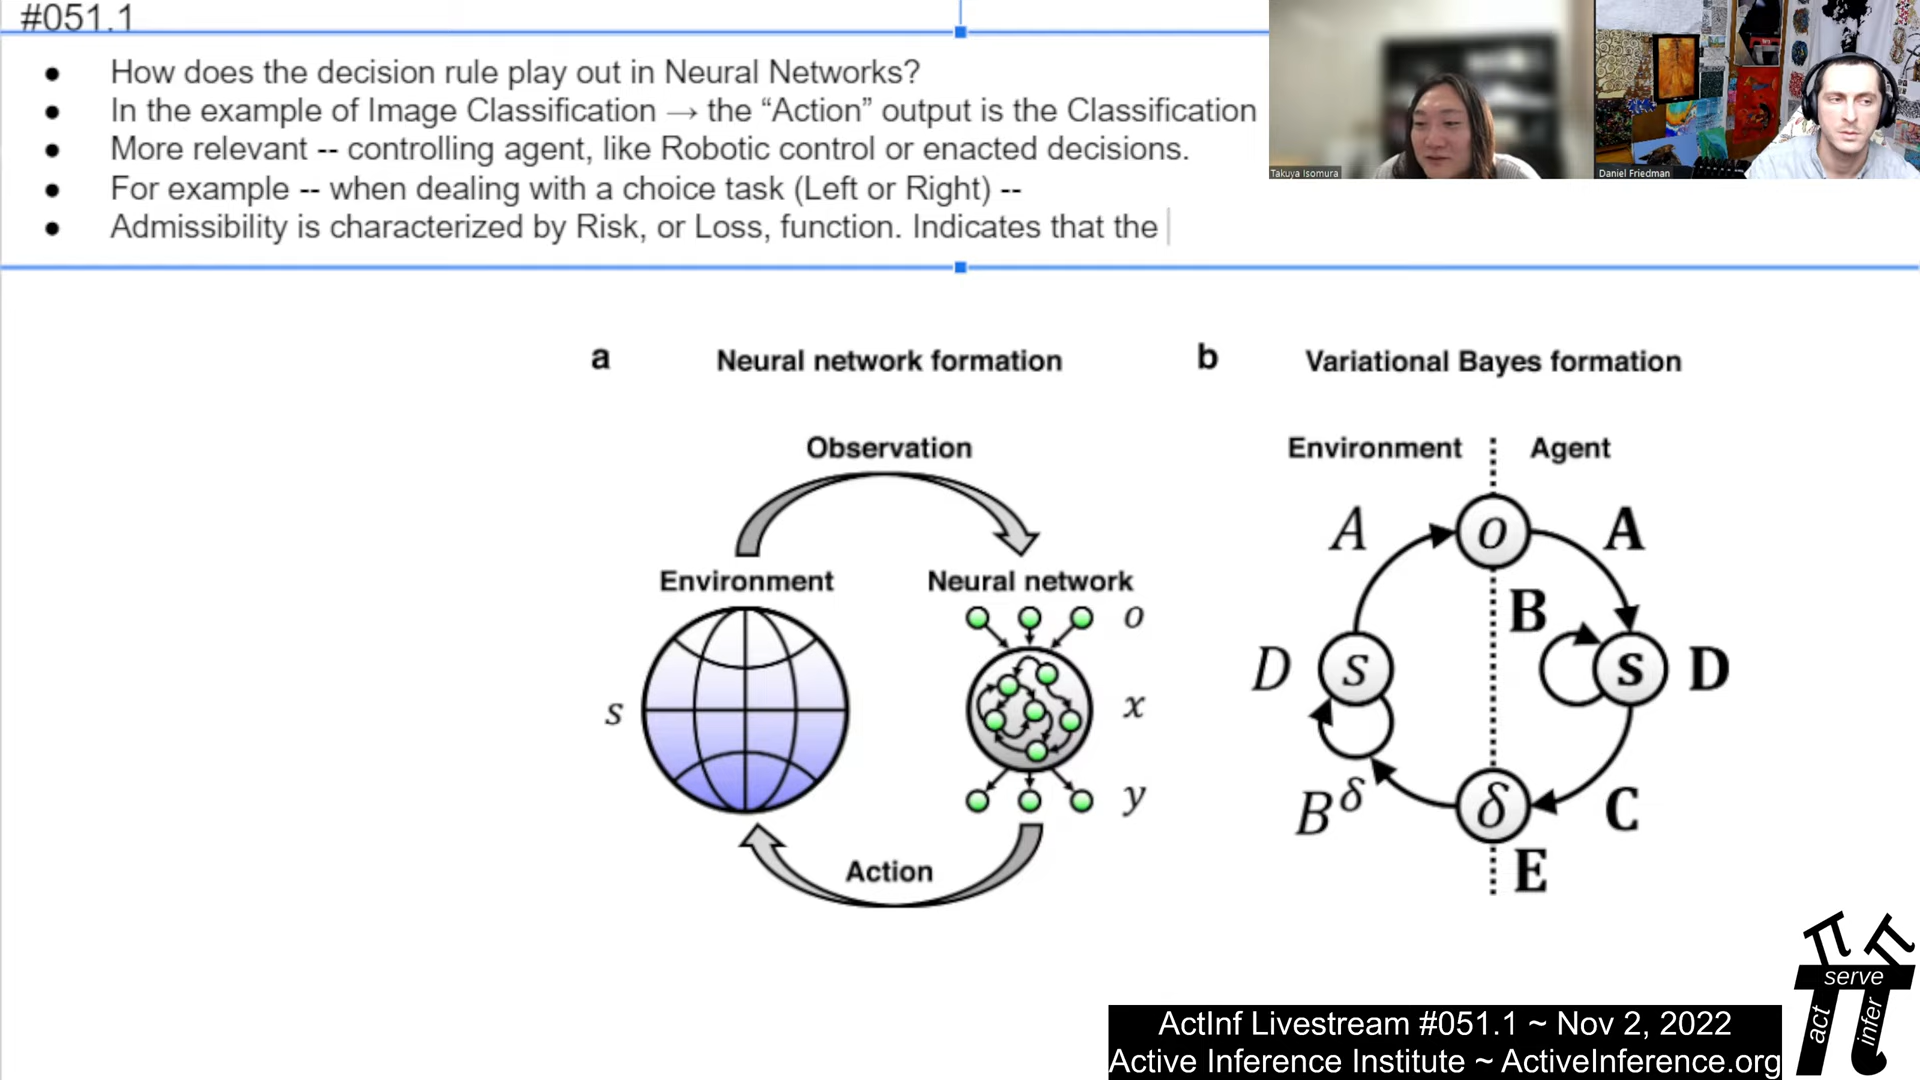 #051.1
● How does the decision rule play out in Neural Networks?
● In the example of Image Classification → the “Action” output is the Classification
● More relevant -- controlling agent, like Robotic control or enacted decisions.
● For example -- when dealing with a choice task (Left or Right) --
● Admissibility is characterized by Risk, or Loss, function. Indicates that the
Takuya Isomura
Daniel Friedman
a Neural network formation
Observation
Environment
Neural network
o
s
x
y
Action
b Variational Bayes formation
Environment Agent
A o A
B
D s s D
B^δ δ C
E
π π
serve
π
act infer
ActInf Livestream #051.1 ~ Nov 2, 2022
Active Inference Institute ~ ActiveInference.org